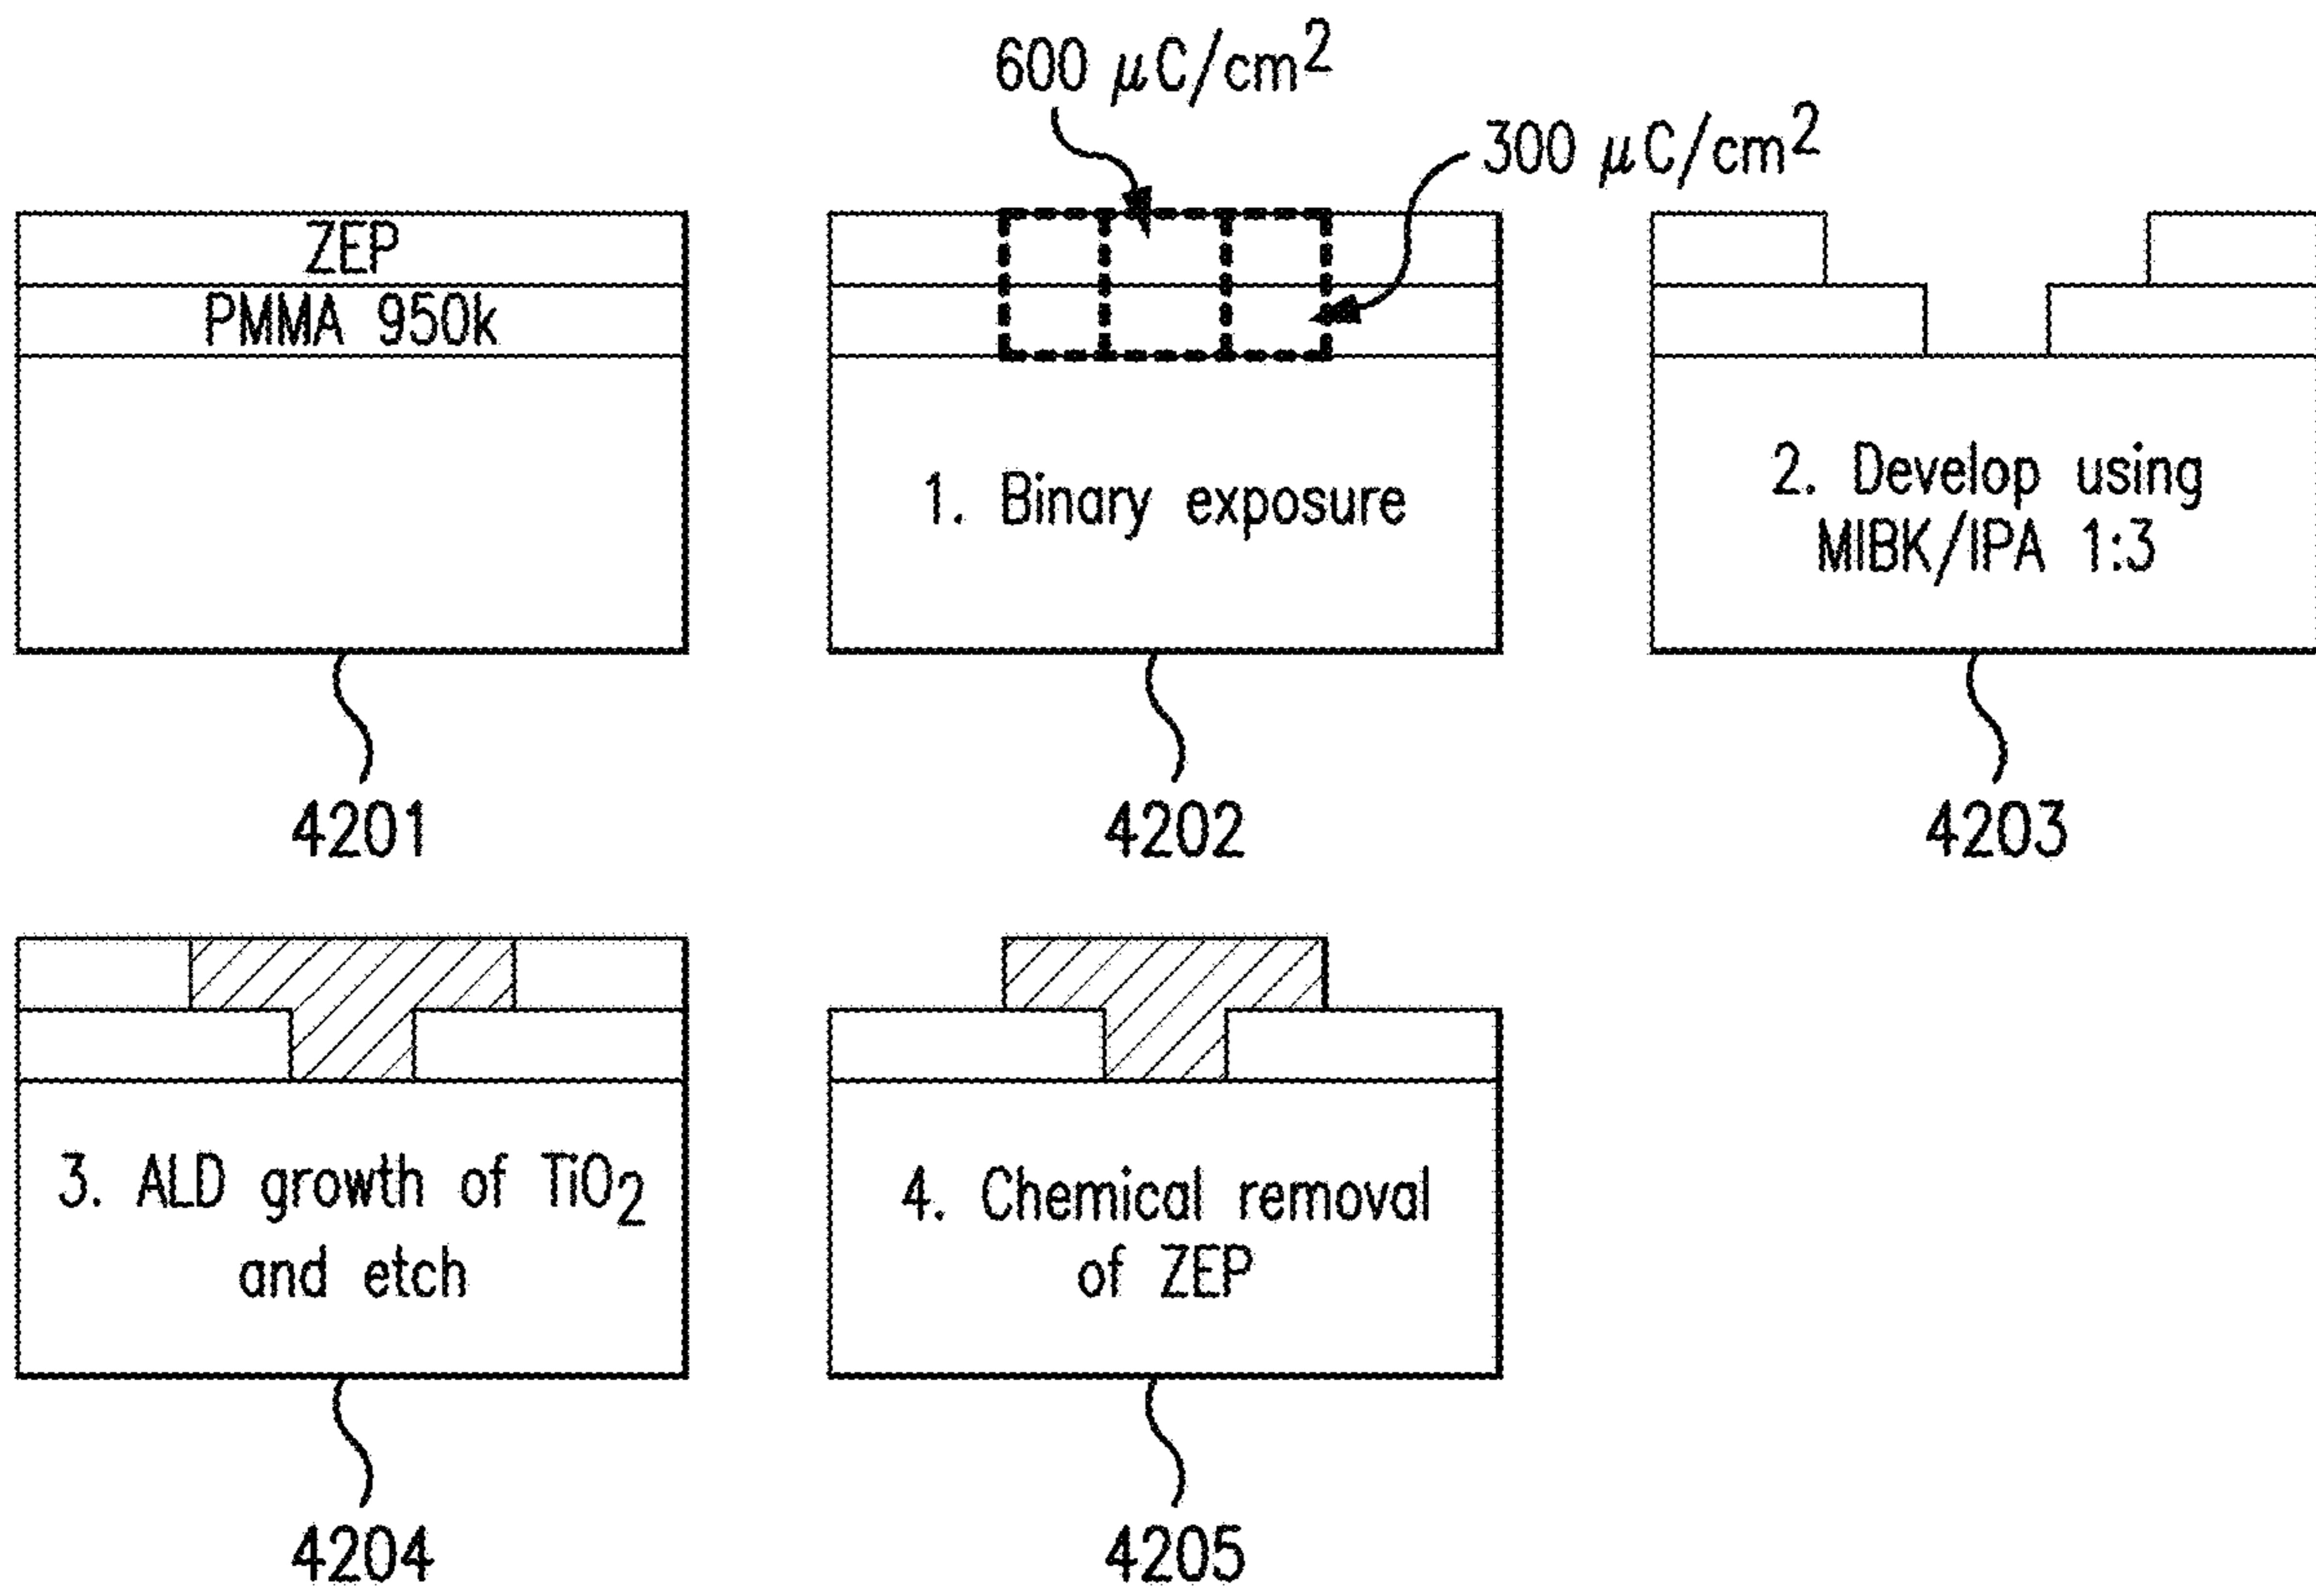 600 μC/cm²
300 μC/cm²
ZEP
PMMA 950k
1. Binary exposure
2. Develop using
MIBK/IPA 1:3
4201
4202
4203
3. ALD growth of TiO₂
and etch
4. Chemical removal
of ZEP
4204
4205